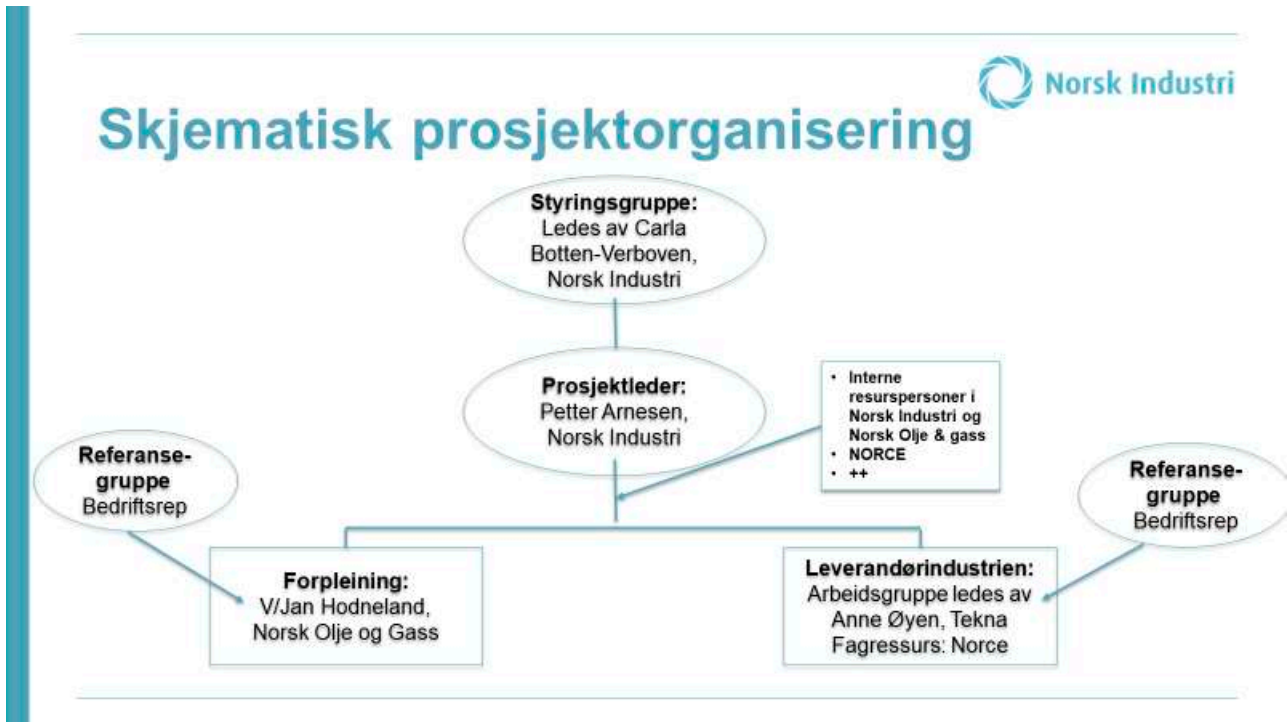 Norsk Industri
Skjematisk prosjektorganisering
Styringsgruppe:
Ledes av Carla
Botten-Verboven,
Norsk Industri
Prosjektleder:
Petter Arnesen,
Norsk Industri
• Interne
resurspersoner i
Norsk Industri og
Norsk Olje & gass
• NORCE
• ++
Referanse-
gruppe
Bedriftsrep
Referanse-
gruppe
Bedriftsrep
Forpleining:
V/Jan Hodneland,
Norsk Olje og Gass
Leverandørindustrien:
Arbeidsgruppe ledes av
Anne Øyen, Tekna
Fagressurs: Norce